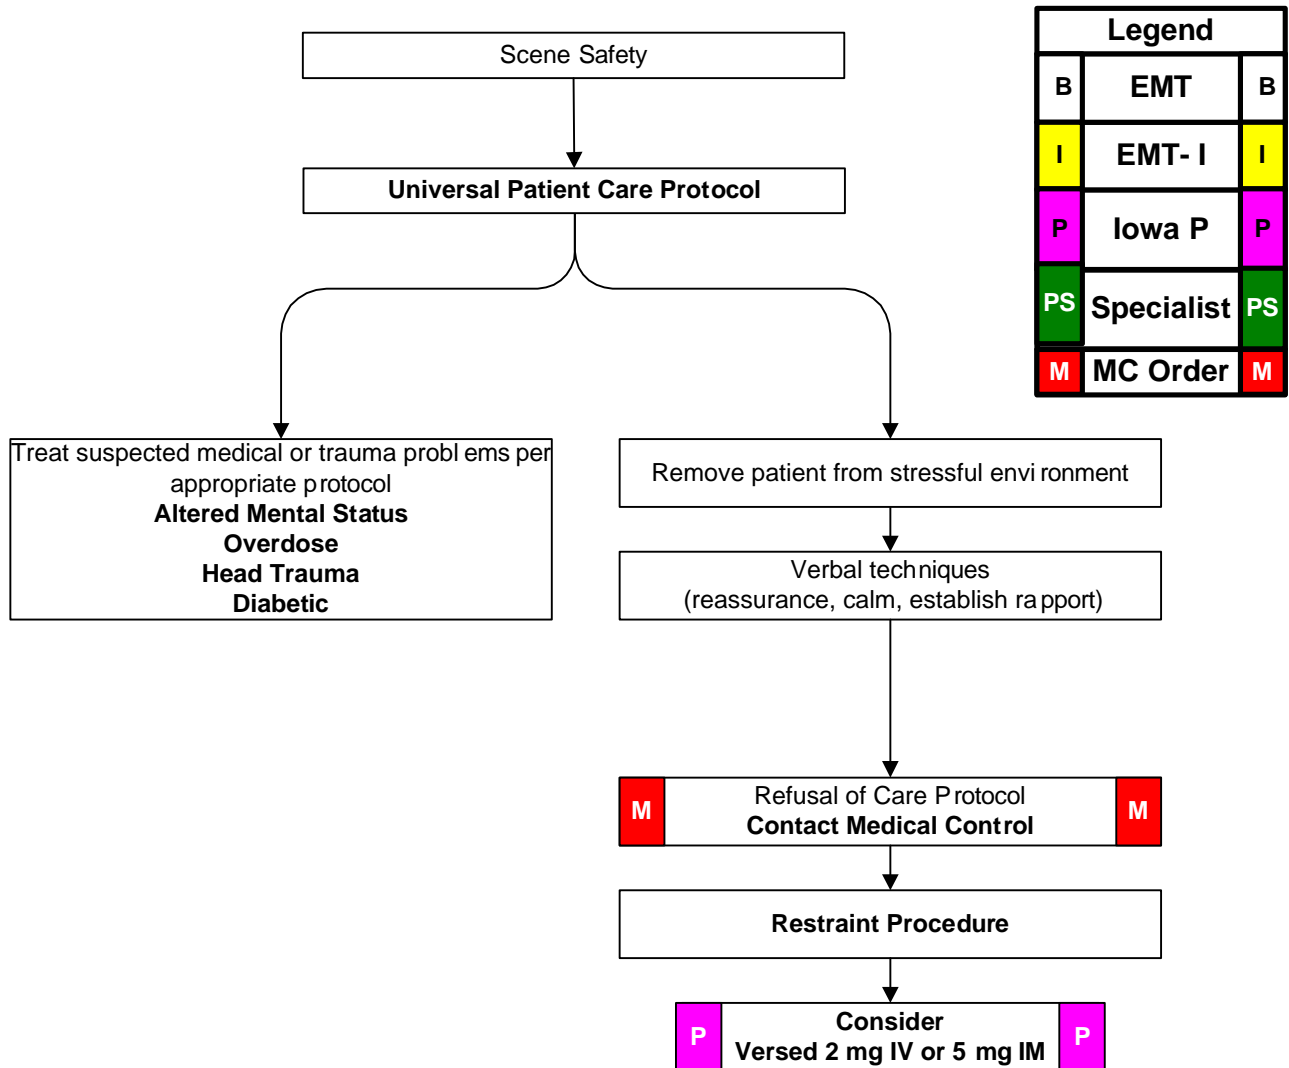 Scene Safety
Universal Patient Care Protocol
Legend
B EMT B
I EMT- I I
P Iowa P P
PS Specialist PS
M MC Order M
Treat suspected medical or trauma problems per
appropriate protocol
Altered Mental Status
Overdose
Head Trauma
Diabetic
Remove patient from stressful environment
Verbal techniques
(reassurance, calm, establish rapport)
M Refusal of Care Protocol M
Contact Medical Control
Restraint Procedure
P Consider P
Versed 2 mg IV or 5 mg IM